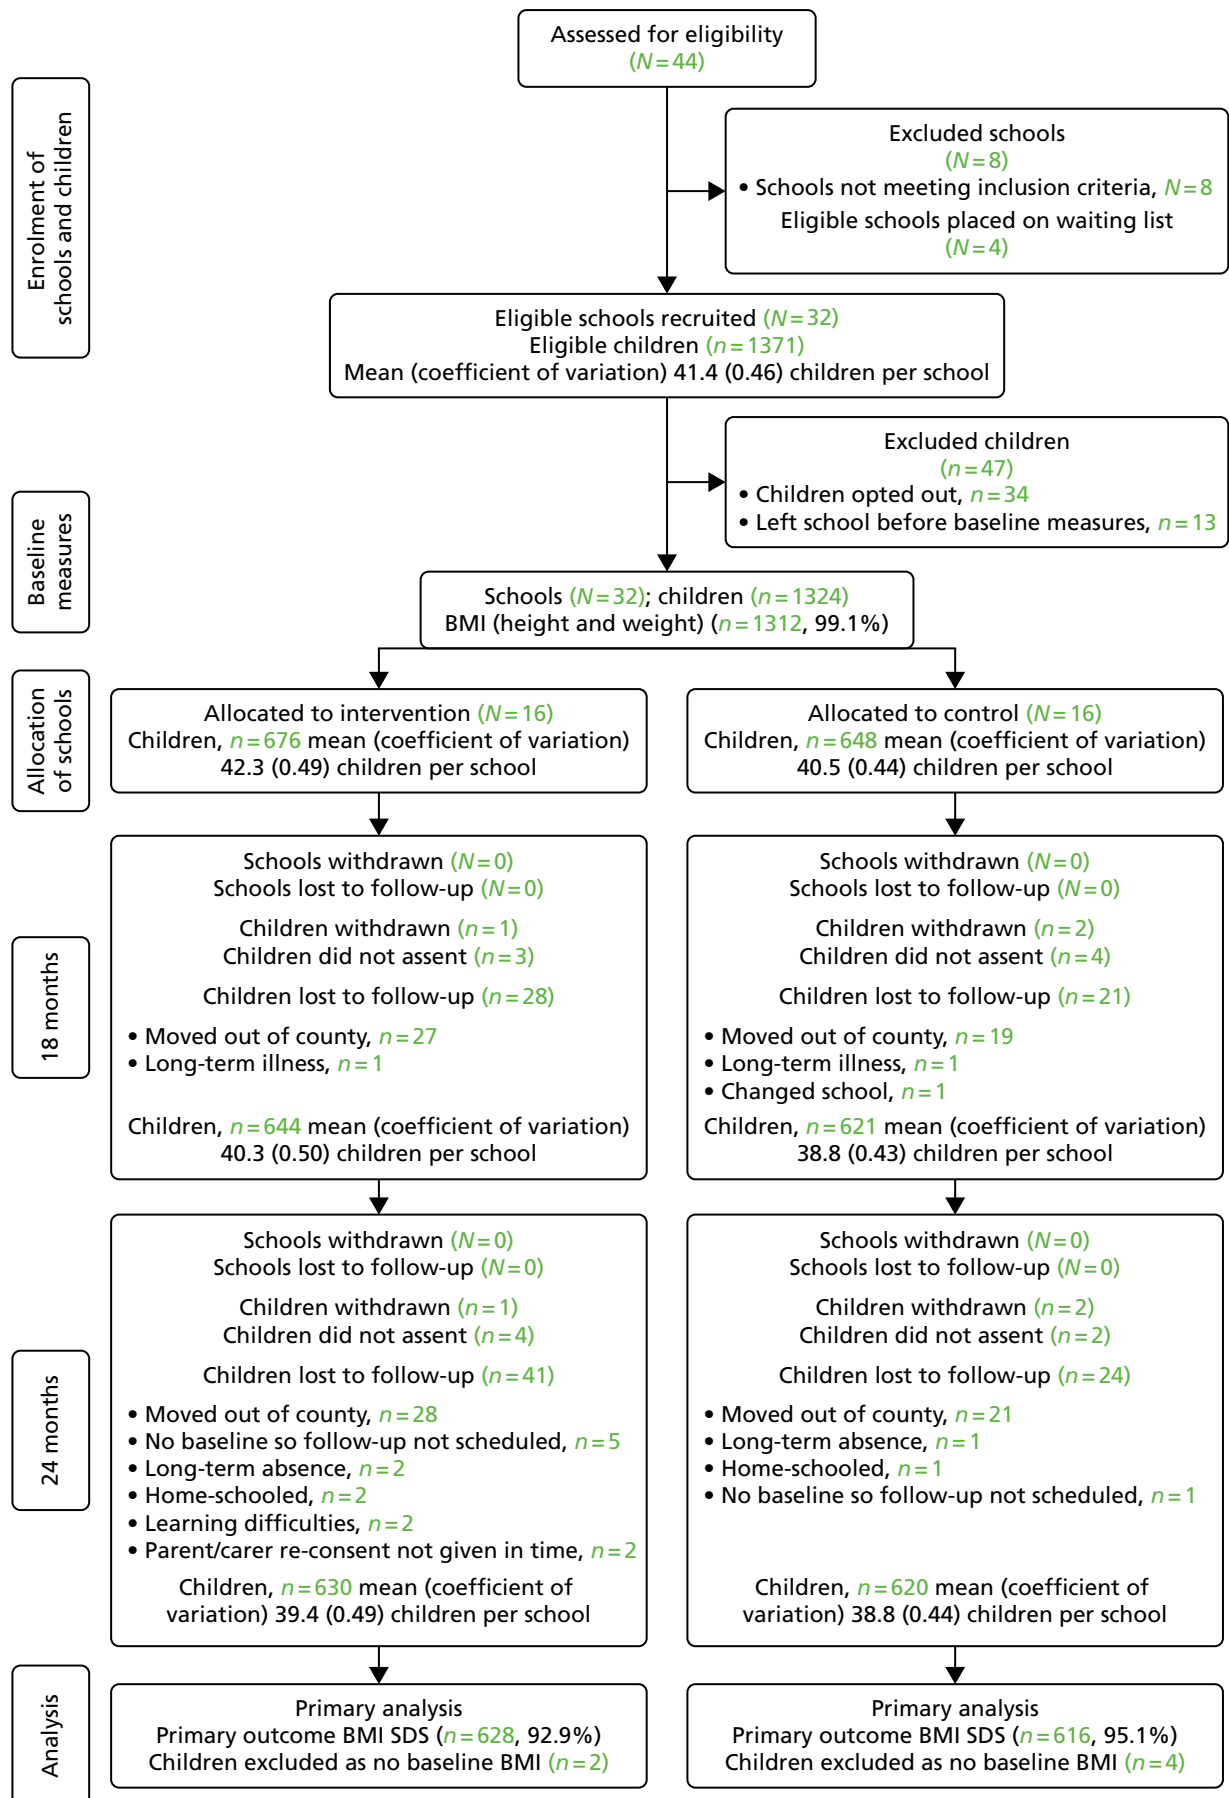 Assessed for eligibility
(N=44)
Enrolment of
schools and children
Excluded schools
(N=8)
• Schools not meeting inclusion criteria, N=8
Eligible schools placed on waiting list
(N=4)
Eligible schools recruited (N=32)
Eligible children (n=1371)
Mean (coefficient of variation) 41.4 (0.46) children per school
Excluded children
(n=47)
• Children opted out, n=34
• Left school before baseline measures, n=13
Baseline
measures
Schools (N=32); children (n=1324)
BMI (height and weight) (n=1312, 99.1%)
Allocation
of schools
Allocated to intervention (N=16)
Children, n=676 mean (coefficient of variation)
42.3 (0.49) children per school
Allocated to control (N=16)
Children, n=648 mean (coefficient of variation)
40.5 (0.44) children per school
18 months
Schools withdrawn (N=0)
Schools lost to follow-up (N=0)
Children withdrawn (n=1)
Children did not assent (n=3)
Children lost to follow-up (n=28)
• Moved out of county, n=27
• Long-term illness, n=1
Children, n=644 mean (coefficient of variation)
40.3 (0.50) children per school
Schools withdrawn (N=0)
Schools lost to follow-up (N=0)
Children withdrawn (n=2)
Children did not assent (n=4)
Children lost to follow-up (n=21)
• Moved out of county, n=19
• Long-term illness, n=1
• Changed school, n=1
Children, n=621 mean (coefficient of variation)
38.8 (0.43) children per school
24 months
Schools withdrawn (N=0)
Schools lost to follow-up (N=0)
Children withdrawn (n=1)
Children did not assent (n=4)
Children lost to follow-up (n=41)
• Moved out of county, n=28
• No baseline so follow-up not scheduled, n=5
• Long-term absence, n=2
• Home-schooled, n=2
• Learning difficulties, n=2
• Parent/carer re-consent not given in time, n=2
Children, n=630 mean (coefficient of
variation) 39.4 (0.49) children per school
Schools withdrawn (N=0)
Schools lost to follow-up (N=0)
Children withdrawn (n=2)
Children did not assent (n=2)
Children lost to follow-up (n=24)
• Moved out of county, n=21
• Long-term absence, n=1
• Home-schooled, n=1
• No baseline so follow-up not scheduled, n=1
Children, n=620 mean (coefficient of
variation) 38.8 (0.44) children per school
Analysis
Primary analysis
Primary outcome BMI SDS (n=628, 92.9%)
Children excluded as no baseline BMI (n=2)
Primary analysis
Primary outcome BMI SDS (n=616, 95.1%)
Children excluded as no baseline BMI (n=4)